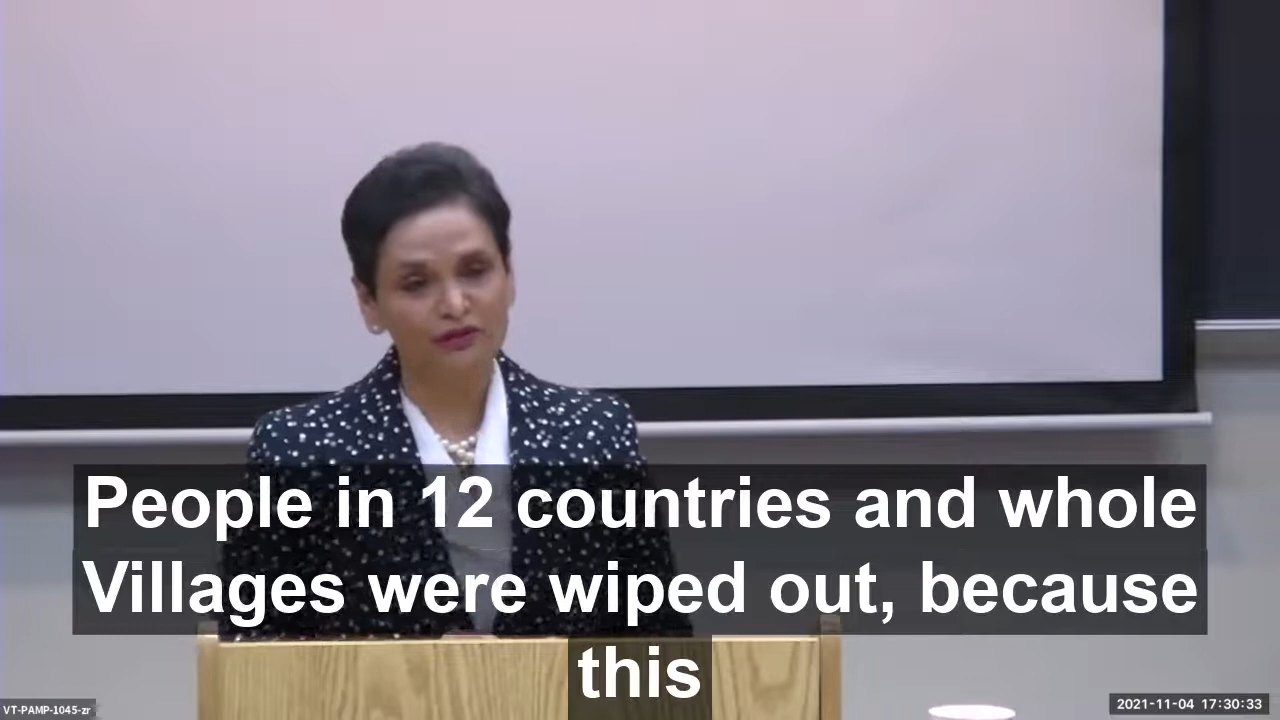 People in 12 countries and whole
Villages were wiped out, because
this
VT-PAMP-1045-zr
2021-11-04 17:30:33